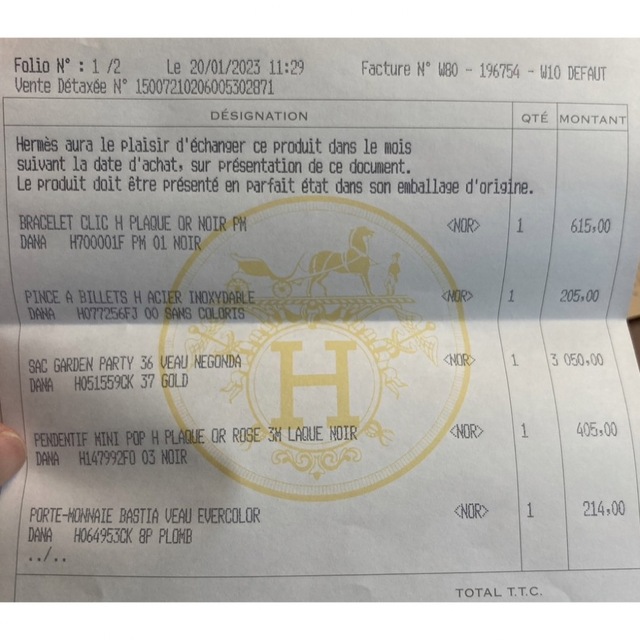 Folio N° : 1 /2 Le 20/01/2023 11:29 Facture N° W80 - 196754 - W10 DEFAUT
Vente Détaxée N° 15007210206005302871
DÉSIGNATION QTÉ MONTANT
Hermès aura le plaisir d'échanger ce produit dans le mois
suivant la date d'achat, sur présentation de ce document.
Le produit doit être présenté en parfait état dans son emballage d'origine.
BRACELET CLIC H PLAQUE OR NOIR PM <NOR> 1 615,00
DANA H700001F PM 01 NOIR
PINCE A BILLETS H ACIER INOXYDABLE <NOR> 1 205,00
DANA H077256FJ 00 SANS COLORIS
SAC GARDEN PARTY 36 VEAU NEGONDA <NOR> 1 3 050,00
DANA H051559CK 37 GOLD
H
PENDENTIF MINI POP H PLAQUE OR ROSE 3M LAQUE NOIR <NOR> 1 405,00
DANA H147992FO 03 NOIR
PORTE-MONNAIE BASTIA VEAU EVERCOLOR <NOR> 1 214,00
DANA H064953CK 8P PLOMB
../..
TOTAL T.T.C.